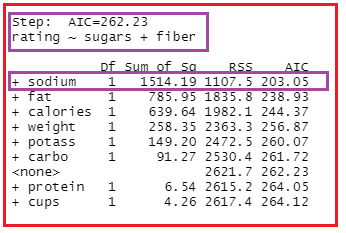 Step:  AIC=262.23
rating ~ sugars + fiber
Df Sum of Sq    RSS    AIC
+ sodium    1   1514.19 1107.5 203.05
+ fat       1    785.95 1835.8 238.93
+ calories  1    639.64 1982.1 244.37
+ weight    1    258.35 2363.3 256.87
+ potass    1    149.20 2472.5 260.07
+ carbo     1     91.27 2530.4 261.72
<none>                  2621.7 262.23
+ protein   1      6.54 2615.2 264.05
+ cups      1      4.26 2617.4 264.12